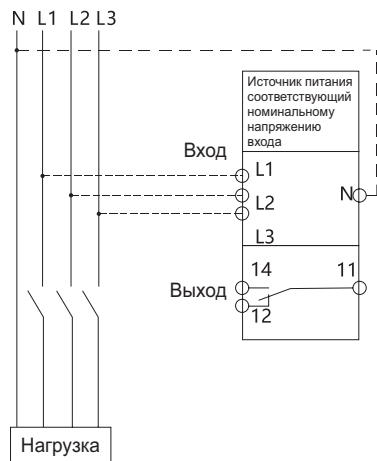 N L1 L2 L3
Источник питания
соответствующий
номинальному
напряжению
входа
Вход
L1
N
L2
L3
14
11
Выход
12
Нагрузка